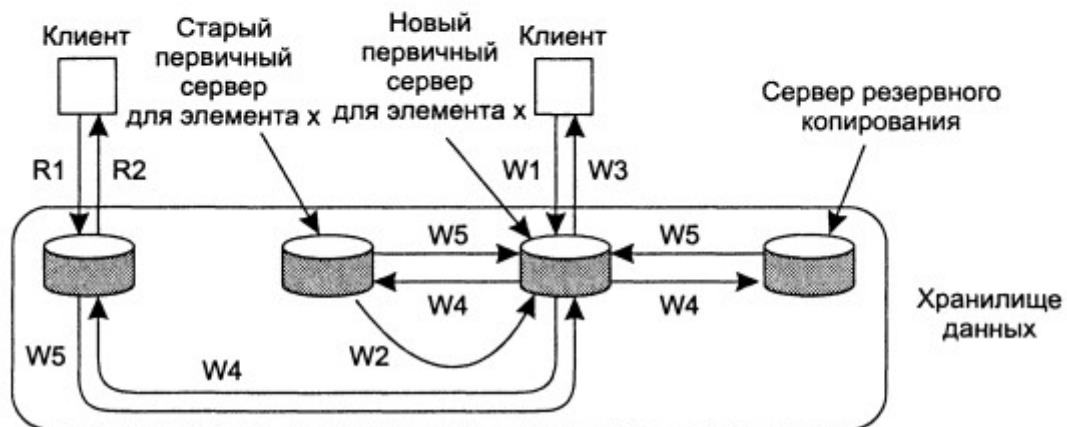 Клиент
Старый
первичный
сервер
для элемента x
Новый
первичный
сервер
для элемента x
Клиент
Сервер резервного
копирования
R1
R2
W1
W3
W5
W5
W4
W4
W2
W5
W4
Хранилище
данных